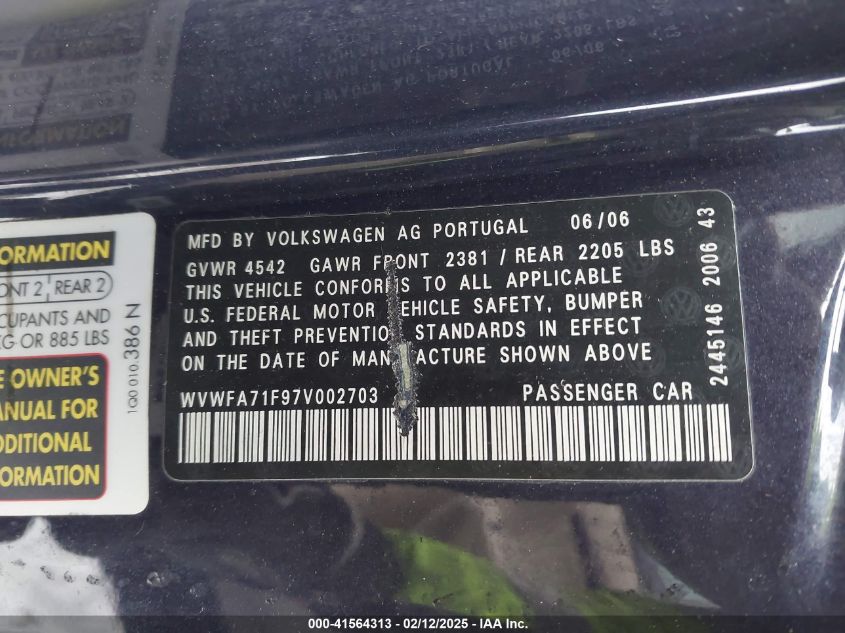 MFD BY VOLKSWAGEN AG PORTUGAL 06/06
GVWR 4542 GAWR FRONT 2381 / REAR 2205 LBS
THIS VEHICLE CONFORMS TO ALL APPLICABLE
U.S. FEDERAL MOTOR VEHICLE SAFETY, BUMPER
AND THEFT PREVENTION STANDARDS IN EFFECT
ON THE DATE OF MANUFACTURE SHOWN ABOVE
WVWFA71F97V002703 PASSENGER CAR
2445146 2006 43
ORMATION
ONT 2 REAR 2
CUPANTS AND
KG OR 885 LBS
E OWNER'S
ANUAL FOR
DDITIONAL
FORMATION
1Q0 010 386 N
000-41564313 - 02/12/2025 - IAA Inc.